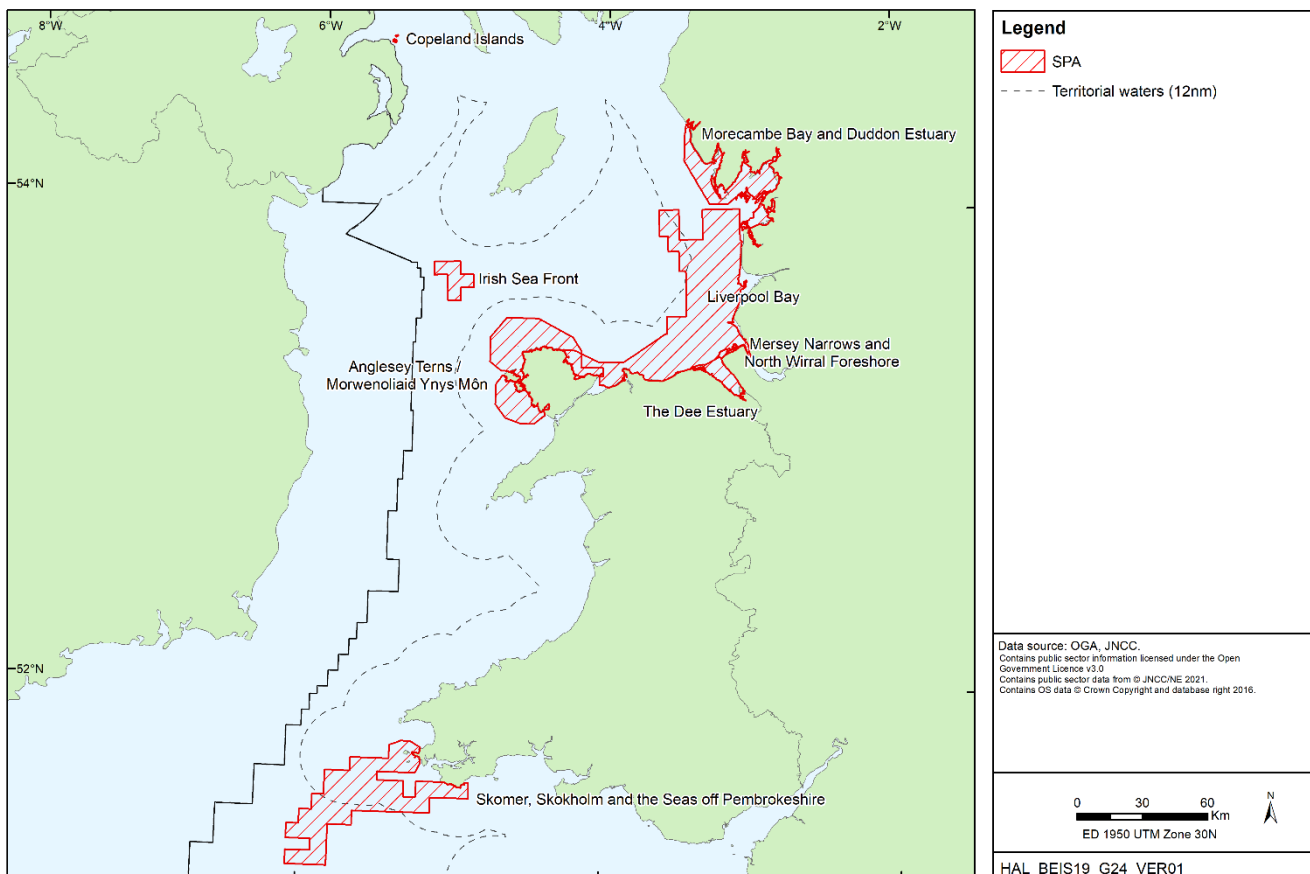 8°W
6°W
4°W
2°W
Copeland Islands
Morecambe Bay and Duddon Estuary
54°N
Irish Sea Front
Liverpool Bay
Mersey Narrows and
North Wirral Foreshore
Anglesey Terns /
Morwenoliaid Ynys Môn
The Dee Estuary
52°N
Skomer, Skokholm and the Seas off Pembrokeshire
Legend
SPA
Territorial waters (12nm)
Data source: OGA, JNCC.
Contains public sector information licensed under the Open
Government Licence v3.0
Contains public sector data from © JNCC/NE 2021.
Contains OS data © Crown Copyright and database right 2016.
0 30 60
Km
N
ED 1950 UTM Zone 30N
HAL_BEIS19_G24_VER01